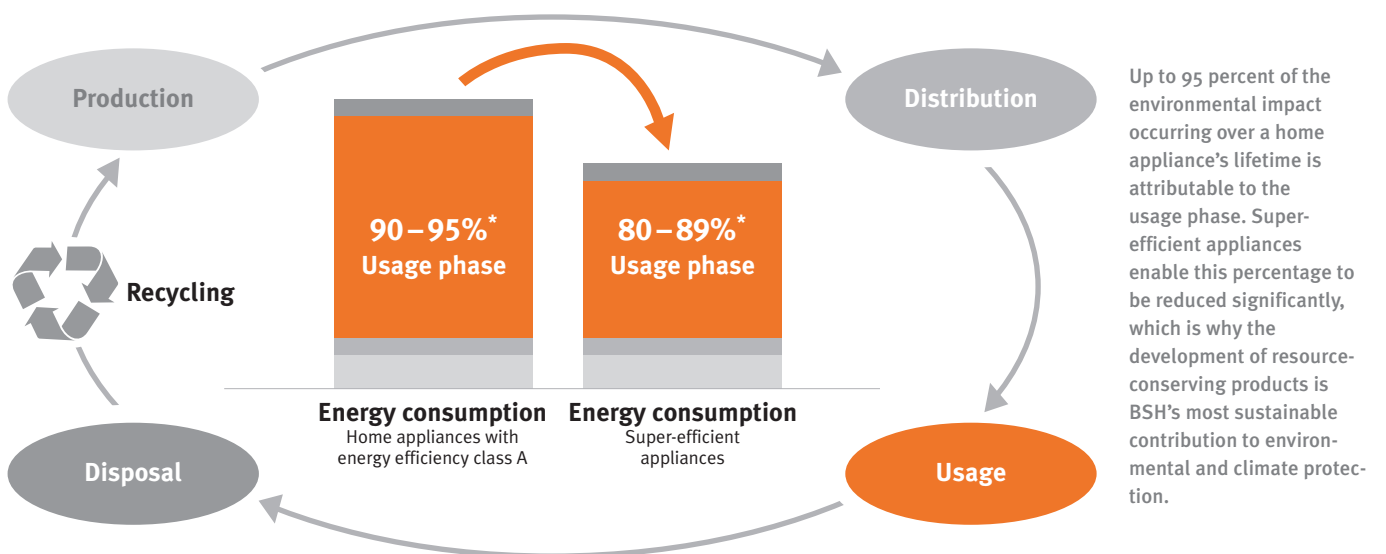 Production
Distribution
90–95%*
Usage phase
80–89%*
Usage phase
Recycling
Energy consumption
Home appliances with
energy efficiency class A
Energy consumption
Super-efficient
appliances
Disposal
Usage
Up to 95 percent of the
environmental impact
occurring over a home
appliance’s lifetime is
attributable to the
usage phase. Super-
efficient appliances
enable this percentage to
be reduced significantly,
which is why the
development of resource-
conserving products is
BSH’s most sustainable
contribution to environ-
mental and climate protec-
tion.